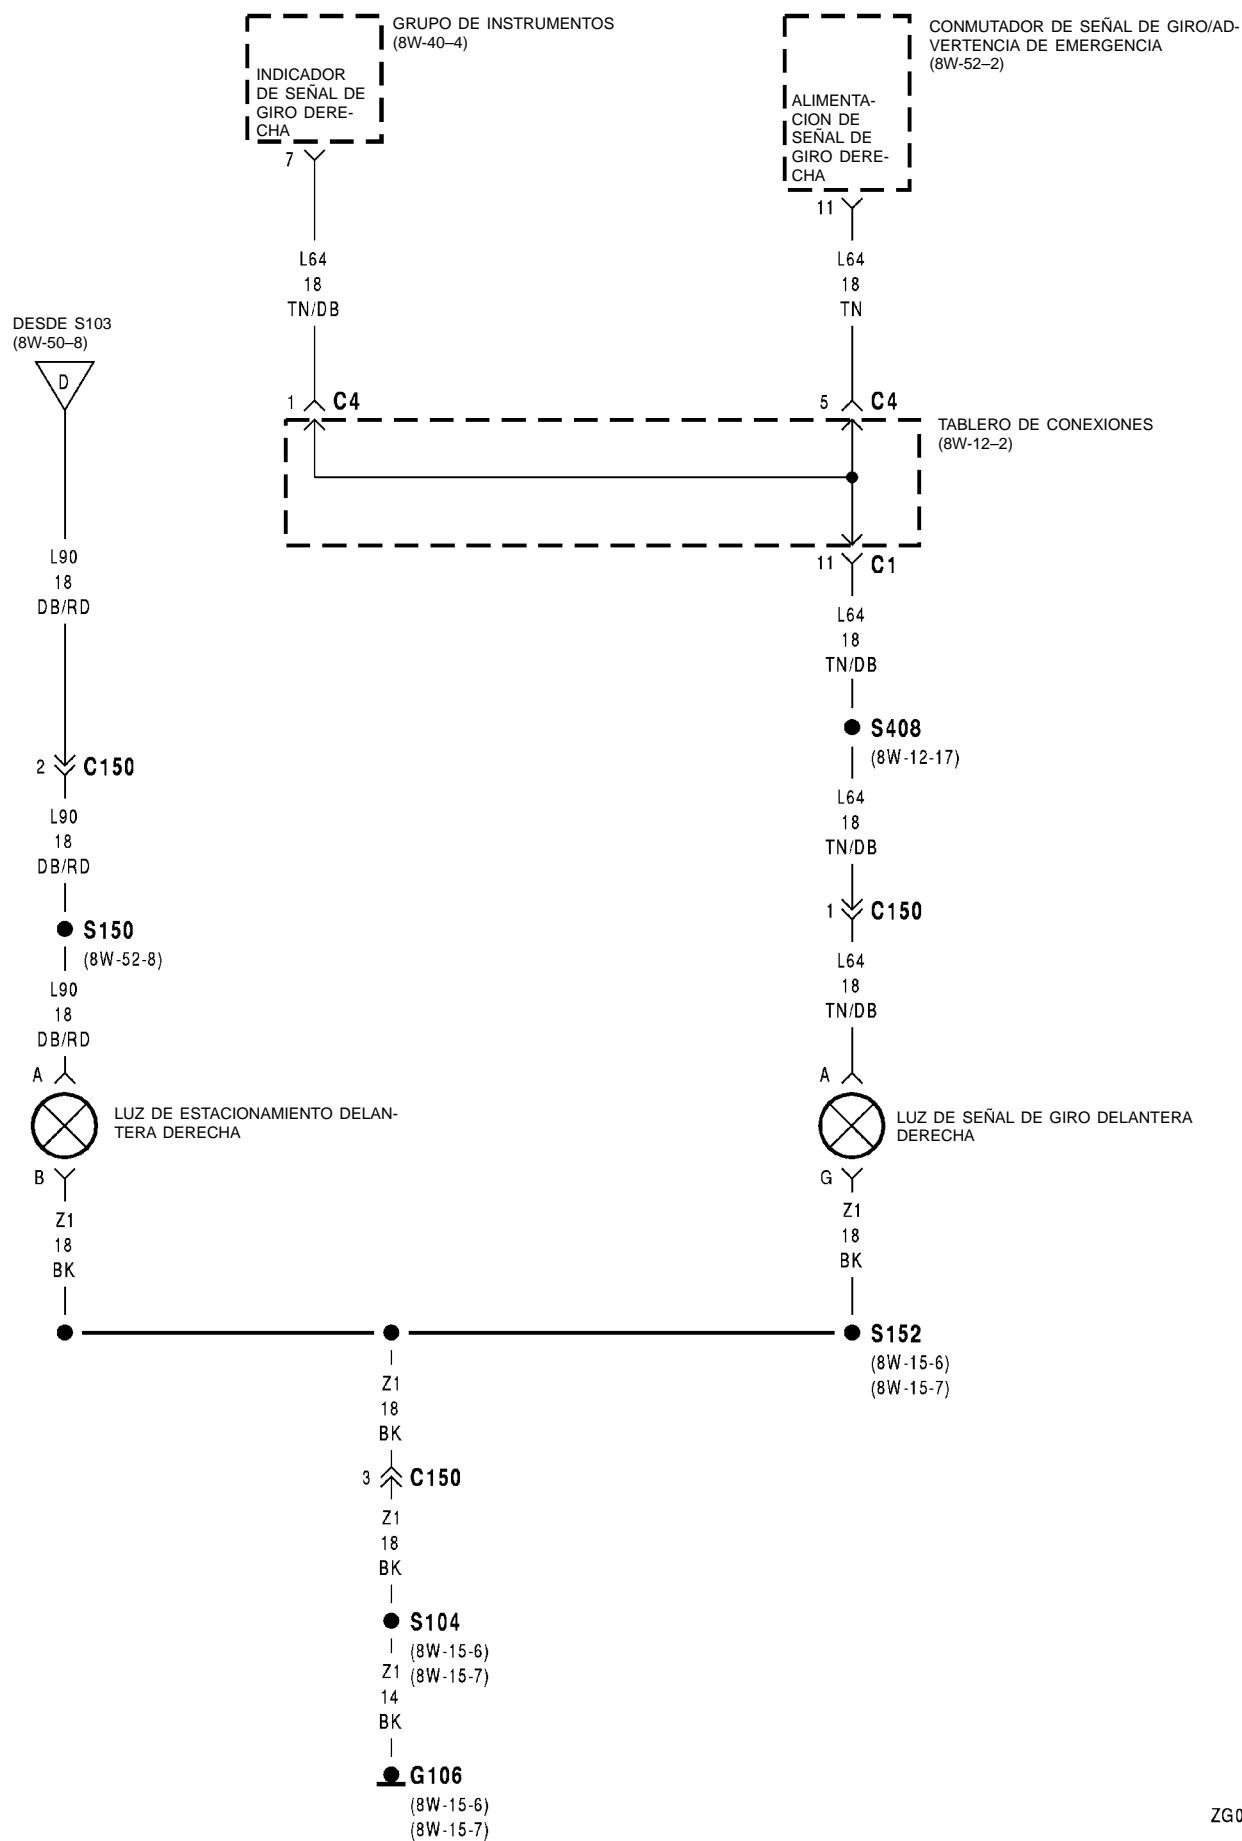 GRUPO DE INSTRUMENTOS
(8W-40–4)
CONMUTADOR DE SEÑAL DE GIRO/AD-
VERTENCIA DE EMERGENCIA
(8W-52–2)
INDICADOR
DE SEÑAL DE
GIRO DERE-
CHA
7
ALIMENTA-
CION DE
SEÑAL DE
GIRO DERE-
CHA
11
L64
18
TN/DB
L64
18
TN
DESDE S103
(8W-50–8)
D
1 C4
5 C4
TABLERO DE CONEXIONES
(8W-12–2)
L90
18
DB/RD
11 C1
L64
18
TN/DB
S408
(8W-12-17)
2 C150
L64
18
TN/DB
L90
18
DB/RD
1 C150
S150
(8W-52-8)
L64
18
TN/DB
L90
18
DB/RD
A
LUZ DE ESTACIONAMIENTO DELAN-
TERA DERECHA
B
A
LUZ DE SEÑAL DE GIRO DELANTERA
DERECHA
G
Z1
18
BK
Z1
18
BK
S152
(8W-15-6)
(8W-15-7)
Z1
18
BK
3 C150
Z1
18
BK
S104
(8W-15-6)
(8W-15-7)
Z1
14
BK
G106
(8W-15-6)
(8W-15-7)